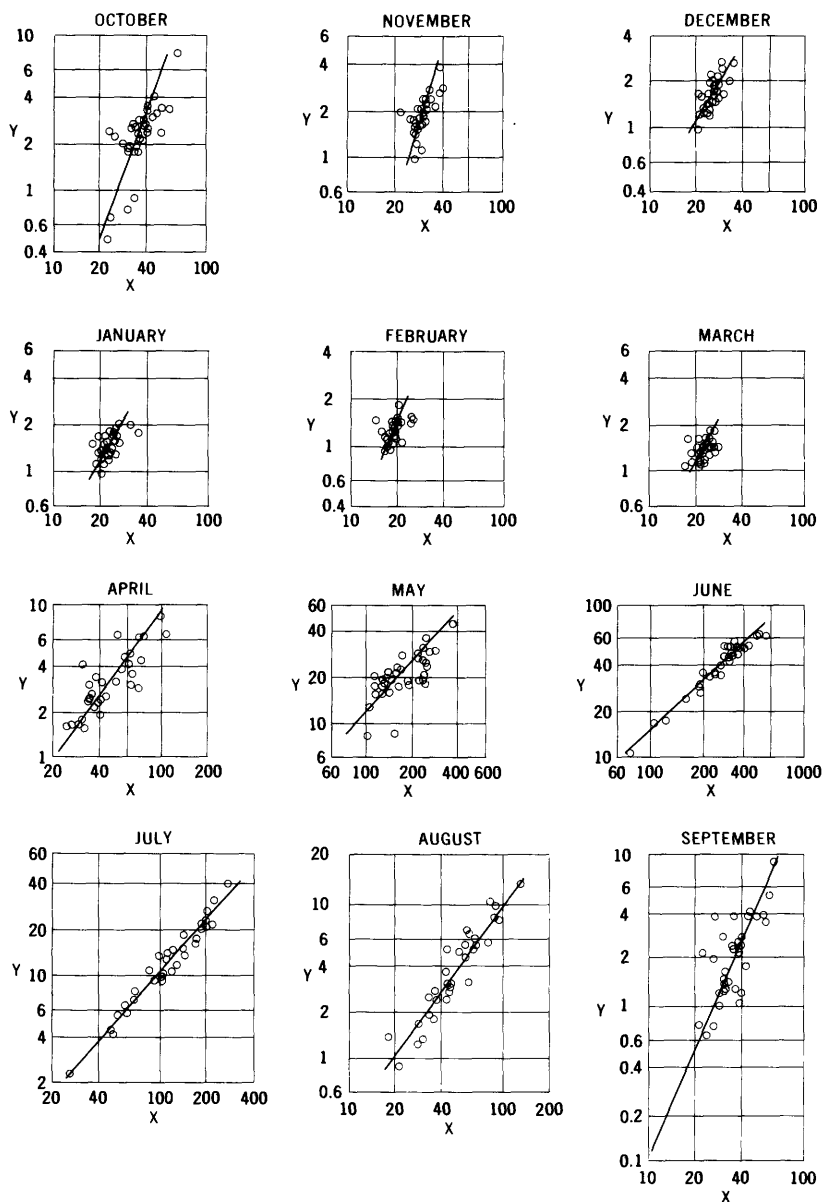 OCTOBER
10
6
4
Y
2
1
0.6
0.4
10 20 40 100
X
NOVEMBER
6
4
Y
2
1
0.6
10 20 40 100
X
DECEMBER
4
2
Y
1
0.6
0.4
10 20 40 100
X
JANUARY
6
4
Y
2
1
0.6
10 20 40 100
X
FEBRUARY
4
2
Y
1
0.6
0.4
10 20 40 100
X
MARCH
6
4
Y
2
1
0.6
10 20 40 100
X
APRIL
10
6
4
Y
2
1
20 40 100 200
X
MAY
60
40
Y
20
10
6
60 100 200 400 600
X
JUNE
100
60
40
Y
20
10
60 100 200 400 1000
X
JULY
60
40
20
Y
10
6
4
2
20 40 100 200 400
X
AUGUST
20
10
6
4
Y
2
1
0.6
10 20 40 100 200
X
SEPTEMBER
10
6
4
2
Y
1
0.6
0.4
0.2
0.1
10 20 40 100
X